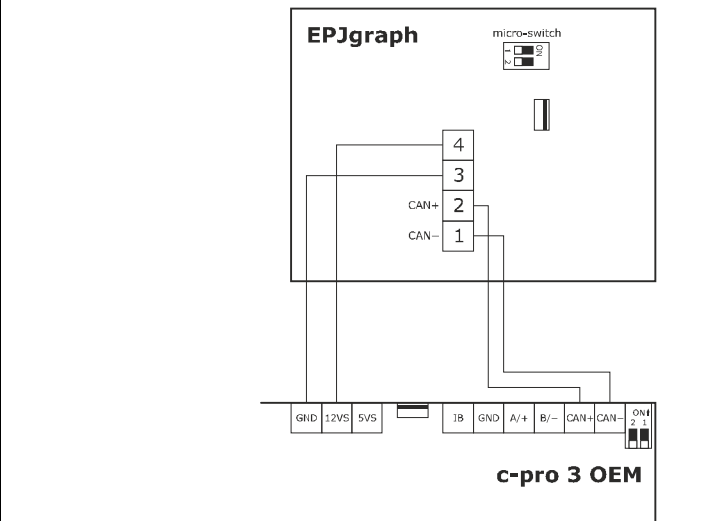 EPJgraph
micro-switch
1
2
ON
4
3
CAN+ 2
CAN− 1
GND 12VS 5VS IB GND A/+ B/− CAN+ CAN−
ON
2 1
c-pro 3 OEM